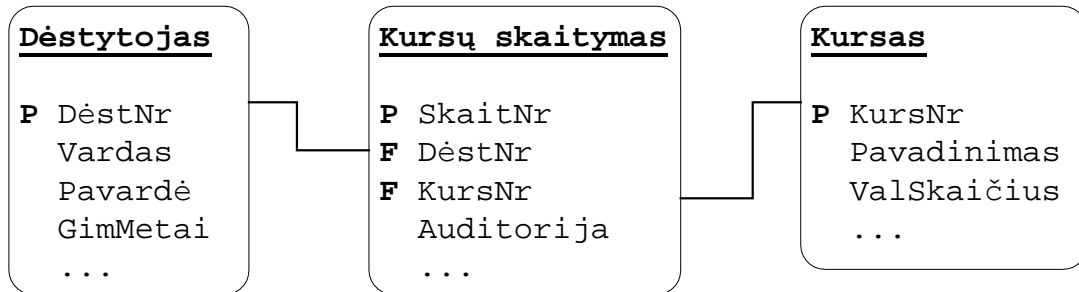 Dėstytojas
P DėstNr
Vardas
Pavardė
GimMetai
...
Kursų skaitymas
P SkaitNr
F DėstNr
F KursNr
Auditorija
...
Kursas
P KursNr
Pavadinimas
ValSkaičius
...